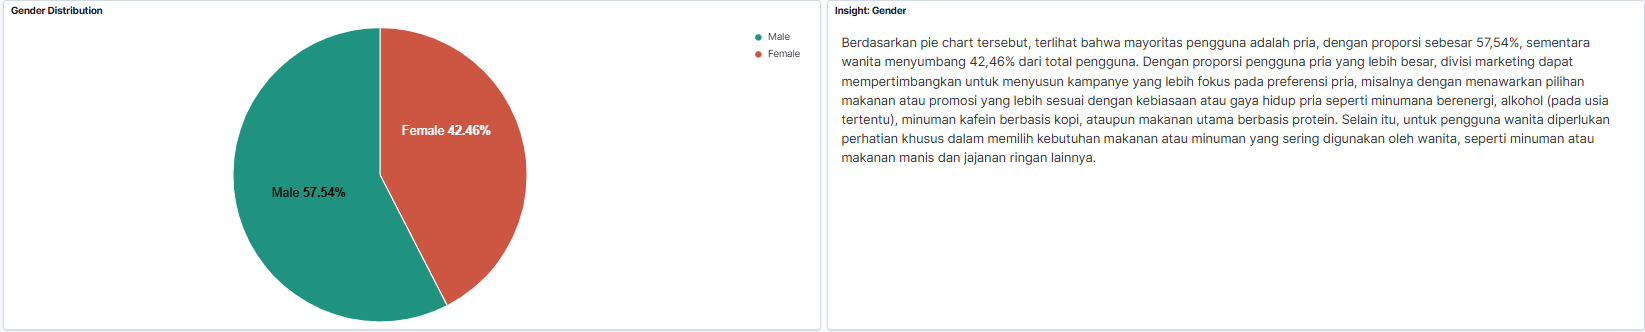 Gender Distribution
Male
Female
Female 42.46%
Male 57.54%
Insight: Gender
Berdasarkan pie chart tersebut, terlihat bahwa mayoritas pengguna adalah pria, dengan proporsi sebesar 57,54%, sementara
wanita menyumbang 42,46% dari total pengguna. Dengan proporsi pengguna pria yang lebih besar, divisi marketing dapat
mempertimbangkan untuk menyusun kampanye yang lebih fokus pada preferensi pria, misalnya dengan menawarkan pilihan
makanan atau promosi yang lebih sesuai dengan kebiasaan atau gaya hidup pria seperti minumana berenergi, alkohol (pada usia
tertentu), minuman kafein berbasis kopi, ataupun makanan utama berbasis protein. Selain itu, untuk pengguna wanita diperlukan
perhatian khusus dalam memilih kebutuhan makanan atau minuman yang sering digunakan oleh wanita, seperti minuman atau
makanan manis dan jajanan ringan lainnya.